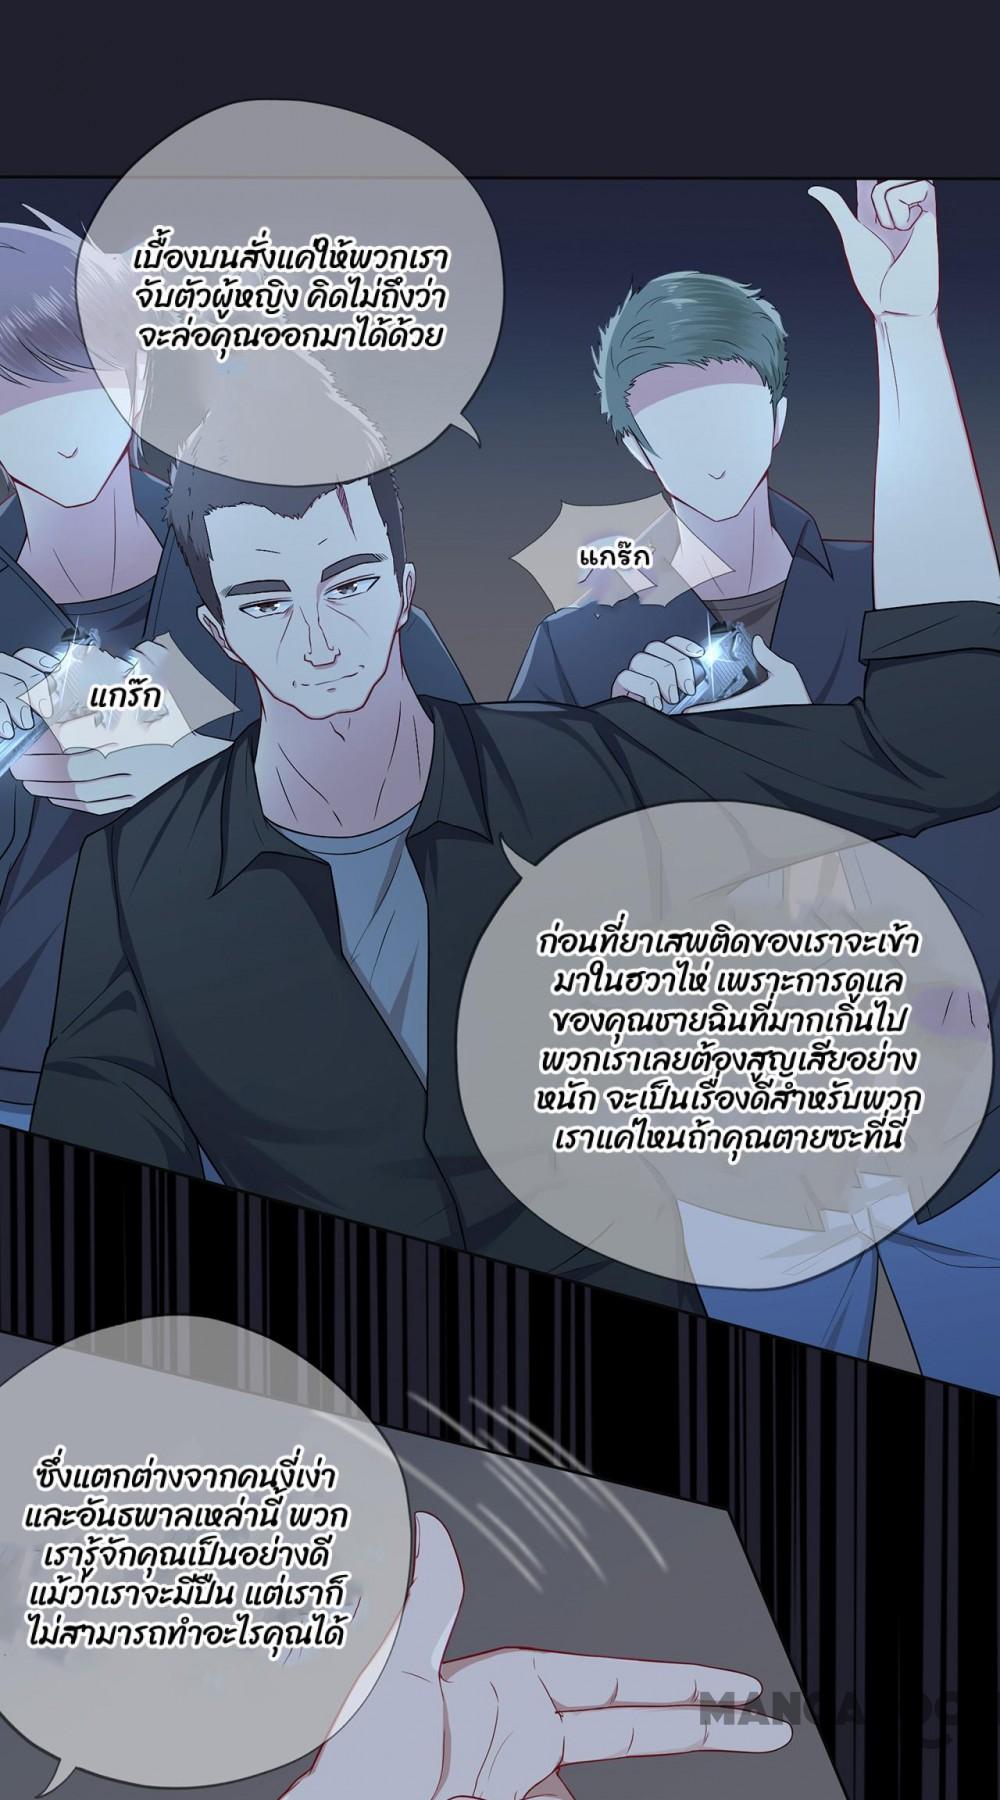 เบื้องบนสั่งแค่ให้พวกเรา
จับตัวผู้หญิง คิดไม่ถึงว่า
จะล่อคุณออกมาได้ด้วย
แกร๊ก
แกร๊ก
ก่อนที่ยาเสพติดของเราจะเข้า
มาในฮวาไห่ เพราะการดูแล
ของคุณชายฉินที่มากเกินไป
พวกเราเลยต้องสูญเสียอย่าง
หนัก จะเป็นเรื่องดีสำหรับพวก
เราแค่ไหนถ้าคุณตายซะที่นี่
ซึ่งแตกต่างจากคนงี่เง่า
และอันธพาลเหล่านี้ พวก
เรารู้จักคุณเป็นอย่างดี
แม้ว่าเราจะมีปืน แต่เราก็
ไม่สามารถทำอะไรคุณได้